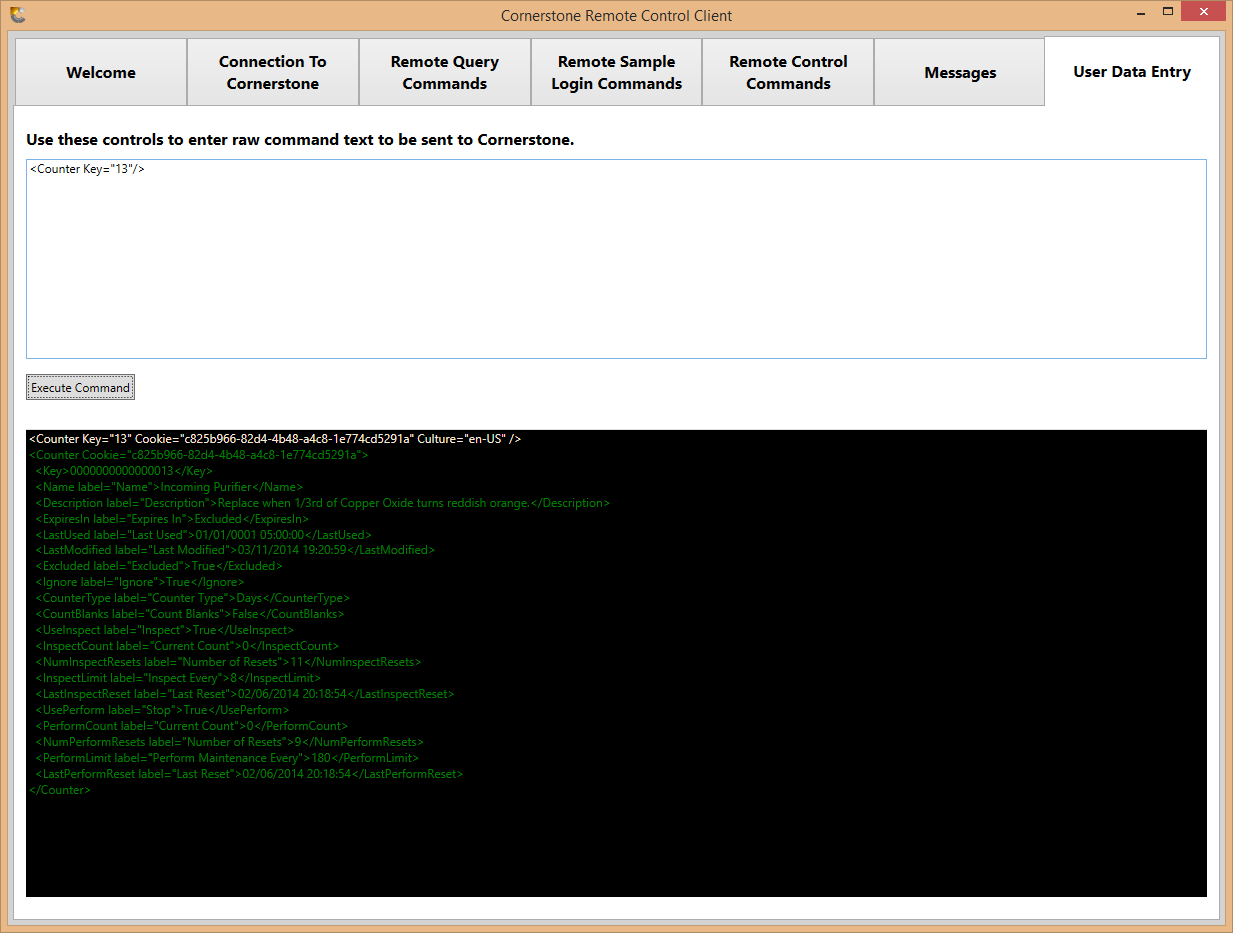 Cornerstone Remote Control Client
Welcome
Connection To
Cornerstone
Remote Query
Commands
Remote Sample
Login Commands
Remote Control
Commands
Messages
User Data Entry
Use these controls to enter raw command text to be sent to Cornerstone.
<Counter Key="13"/>
Execute Command
<Counter Key="13" Cookie="c825b966-82d4-4b48-a4c8-1e774cd5291a" Culture="en-US" />
<Counter Cookie="c825b966-82d4-4b48-a4c8-1e774cd5291a">
<Key>0000000000000013</Key>
<Name label="Name">Incoming Purifier</Name>
<Description label="Description">Replace when 1/3rd of Copper Oxide turns reddish orange.</Description>
<ExpiresIn label="Expires In">Excluded</ExpiresIn>
<LastUsed label="Last Used">01/01/0001 05:00:00</LastUsed>
<LastModified label="Last Modified">03/11/2014 19:20:59</LastModified>
<Excluded label="Excluded">True</Excluded>
<Ignore label="Ignore">True</Ignore>
<CounterType label="Counter Type">Days</CounterType>
<CountBlanks label="Count Blanks">False</CountBlanks>
<UseInspect label="Inspect">True</UseInspect>
<InspectCount label="Current Count">0</InspectCount>
<NumInspectResets label="Number of Resets">11</NumInspectResets>
<InspectLimit label="Inspect Every">8</InspectLimit>
<LastInspectReset label="Last Reset">02/06/2014 20:18:54</LastInspectReset>
<UsePerform label="Stop">True</UsePerform>
<PerformCount label="Current Count">0</PerformCount>
<NumPerformResets label="Number of Resets">9</NumPerformResets>
<PerformLimit label="Perform Maintenance Every">180</PerformLimit>
<LastPerformReset label="Last Reset">02/06/2014 20:18:54</LastPerformReset>
</Counter>